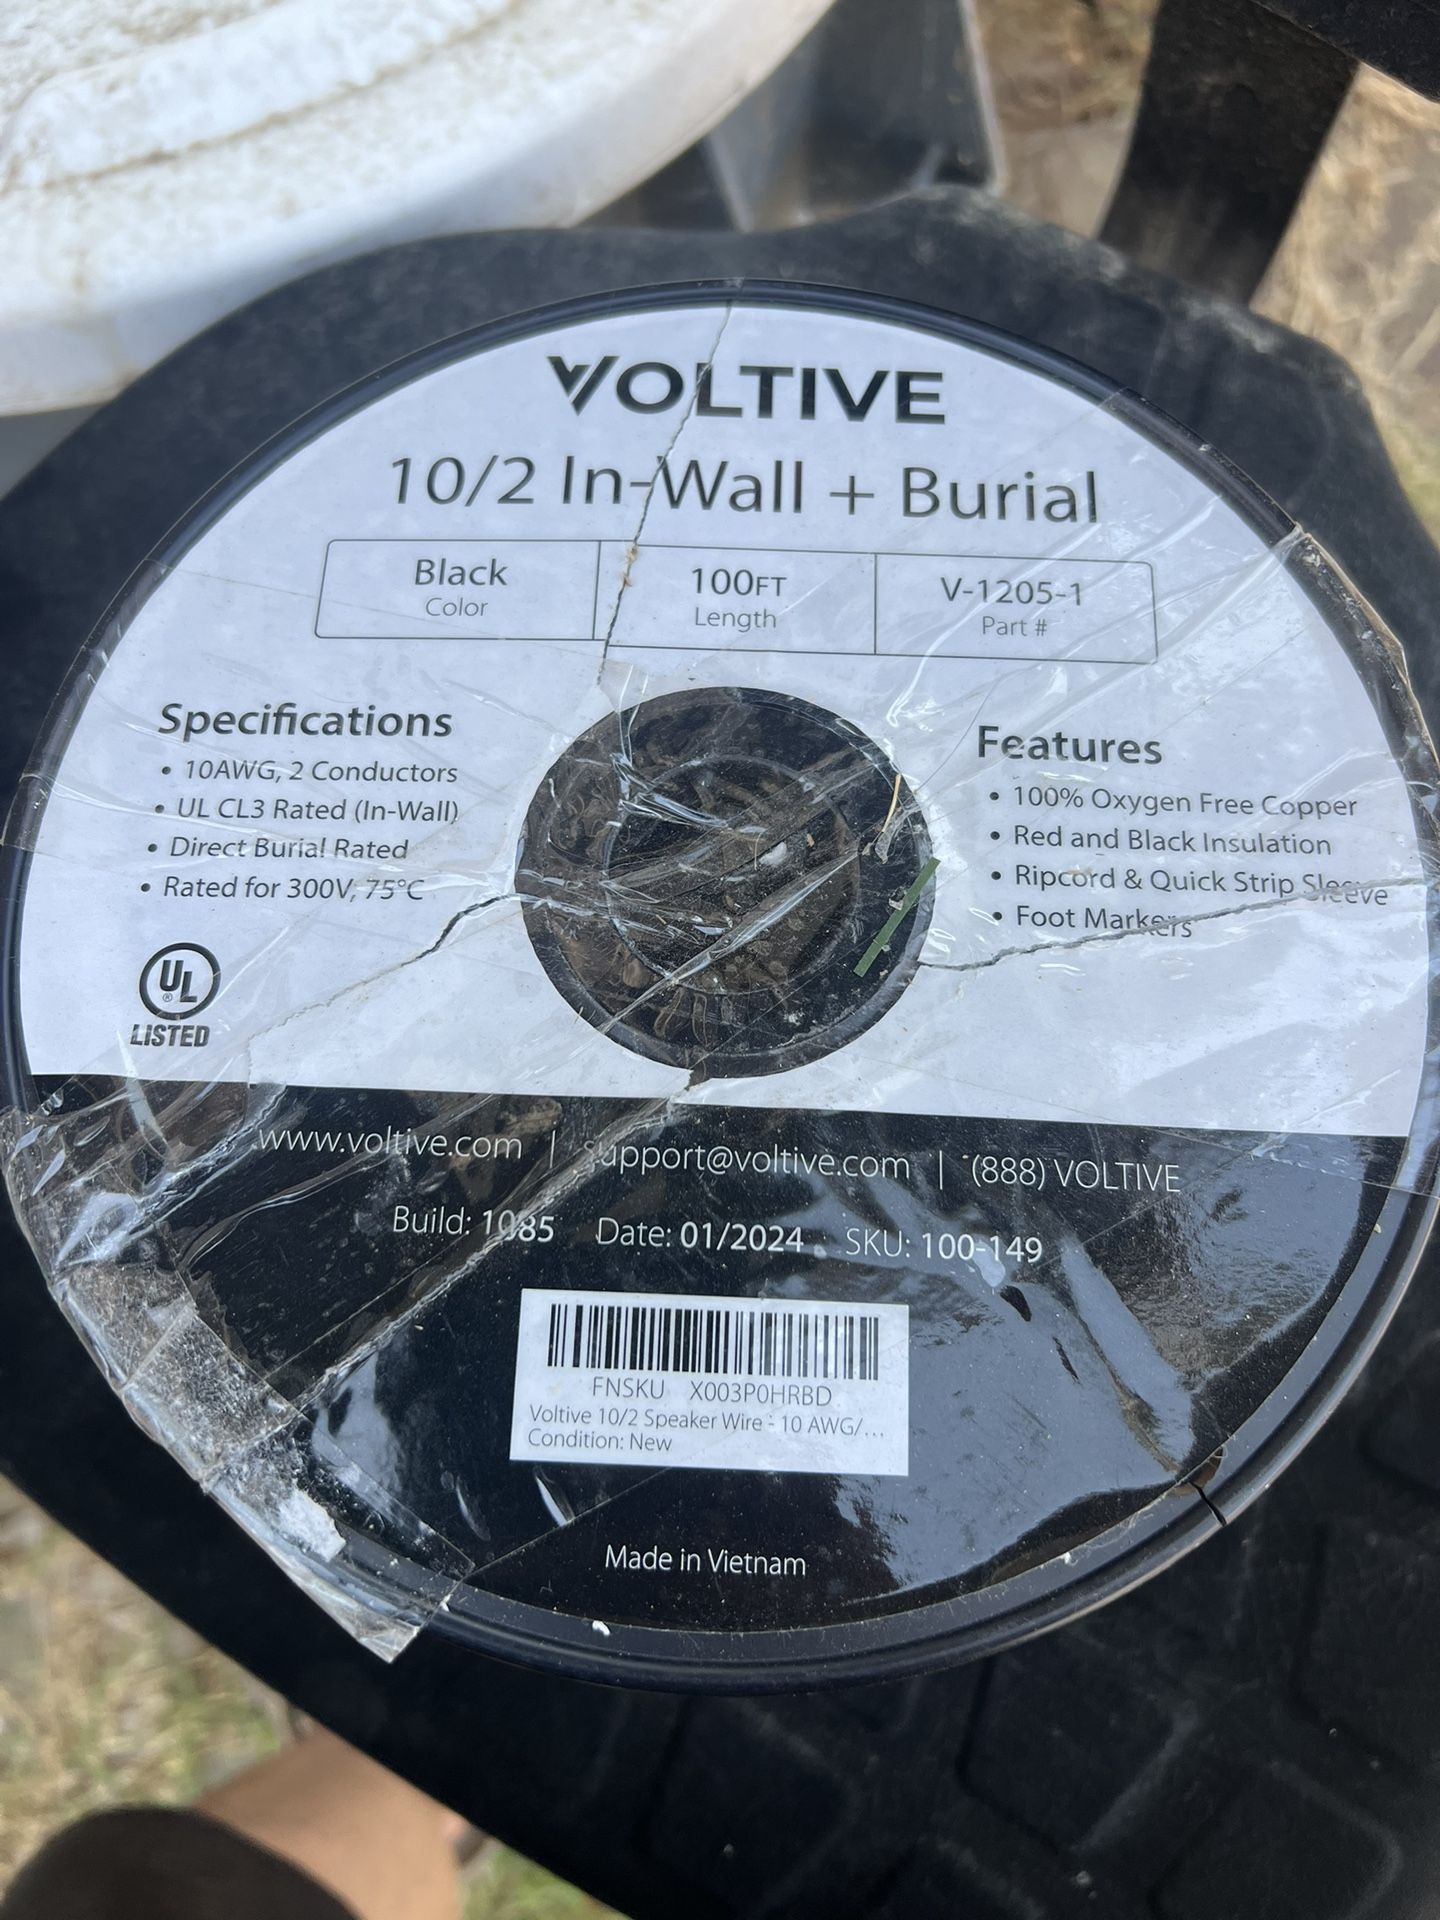 VOLTIVE
10/2 In-Wall + Burial
Black
Color
100FT
Length
V-1205-1
Part #
Specifications
• 10AWG, 2 Conductors
• UL CL3 Rated (In-Wall)
• Direct Burial Rated
• Rated for 300V, 75°C
UL
®
LISTED
Features
• 100% Oxygen Free Copper
• Red and Black Insulation
• Ripcord & Quick Strip Sleeve
• Foot Markers
www.voltive.com | support@voltive.com | (888) VOLTIVE
Build: 1085 Date: 01/2024 SKU: 100-149
FNSKU X003P0HRBD
Voltive 10/2 Speaker Wire - 10 AWG/...
Condition: New
Made in Vietnam